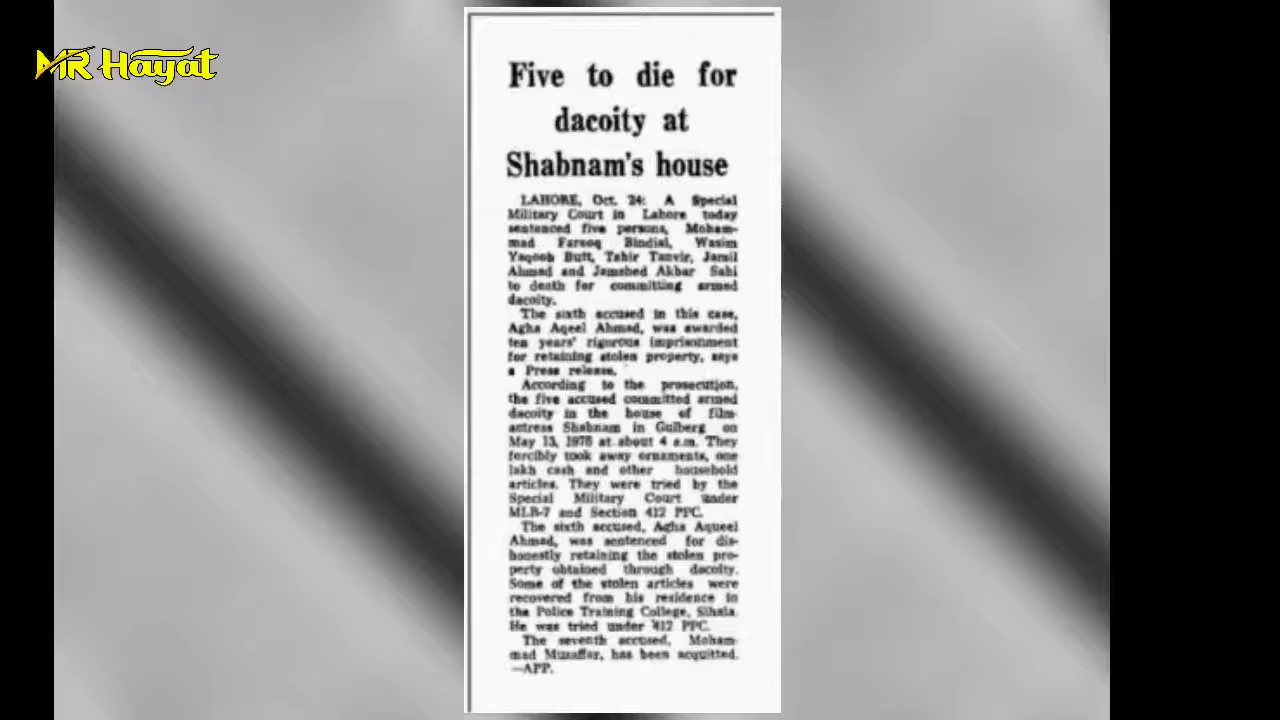 MR Hayat
Five to die for
dacoity at
Shabnam's house
LAHORE, Oct. 24: A Special
Military Court in Lahore today
sentenced five persons, Moham-
mad Farooq Bindial, Wasim
Yaqoob Butt, Tahir Tanvir, Jamil
Ahmad and Jamshed Akbar Sahi
to death for committing armed
dacoity.
The sixth accused in this case,
Agha Aqeel Ahmad, was awarded
ten years' rigorous imprisonment
for retaining stolen property, says
a Press release.
According to the prosecution,
the five accused committed armed
dacoity in the house of film-
actress Shabnam in Gulberg on
May 13, 1978 at about 4 a.m. They
forcibly took away ornaments, one
lakh cash and other household
articles. They were tried by the
Special Military Court under
MLR-7 and Section 412 PPC.
The sixth accused, Agha Aqueel
Ahmad, was sentenced for dis-
honestly retaining the stolen pro-
perty obtained through dacoity.
Some of the stolen articles were
recovered from his residence in
the Police Training College, Sihala.
He was tried under 412 PPC.
The seventh accused, Moham-
mad Muzaffar, has been acquitted.
—APP.